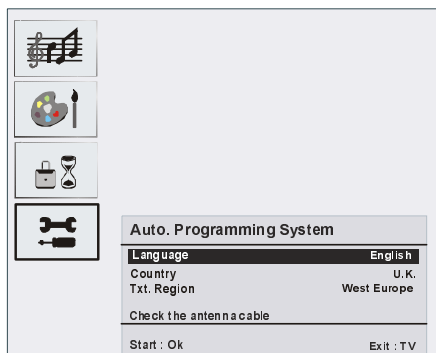 Auto. Programming System
Language English
Country U.K.
Txt. Region West Europe
Check the antenna cable
Start : Ok Exit : TV